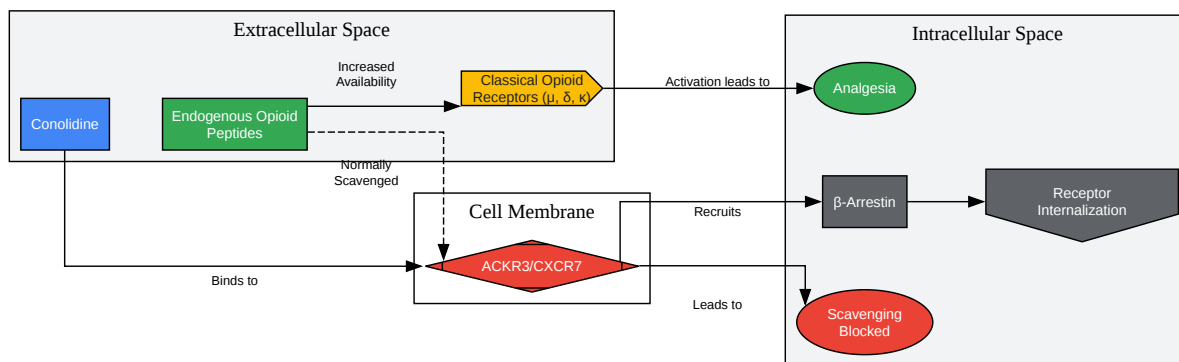 Extracellular Space
Intracellular Space
Increased
Availability
Classical Opioid
Receptors (μ, δ, κ)
Activation leads to
Analgesia
Conolidine
Endogenous Opioid
Peptides
Normally
Scavenged
Cell Membrane
Recruits
β-Arrestin
Receptor
Internalization
Binds to
ACKR3/CXCR7
Leads to
Scavenging
Blocked